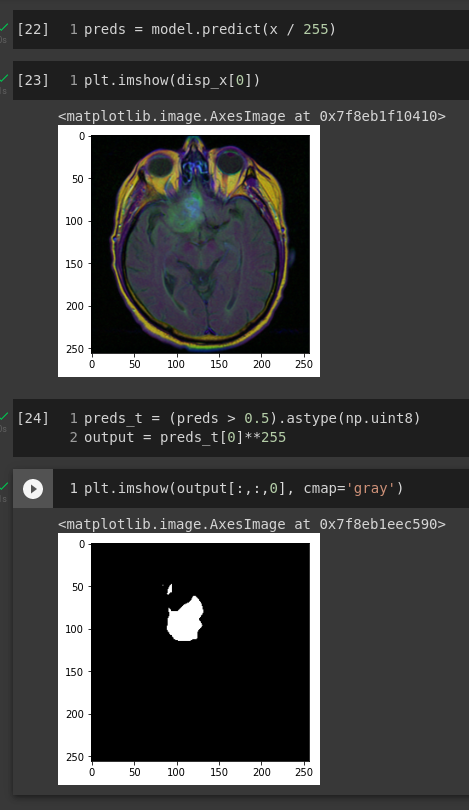 [22] 1 preds = model.predict(x / 255)
[23] 1 plt.imshow(disp_x[0])
<matplotlib.image.AxesImage at 0x7f8eb1f10410>
0
50
100
150
200
250
0 50 100 150 200 250
[24] 1 preds_t = (preds > 0.5).astype(np.uint8)
2 output = preds_t[0]**255
1 plt.imshow(output[:,:,0], cmap='gray')
<matplotlib.image.AxesImage at 0x7f8eb1eec590>
0
50
100
150
200
250
0 50 100 150 200 250